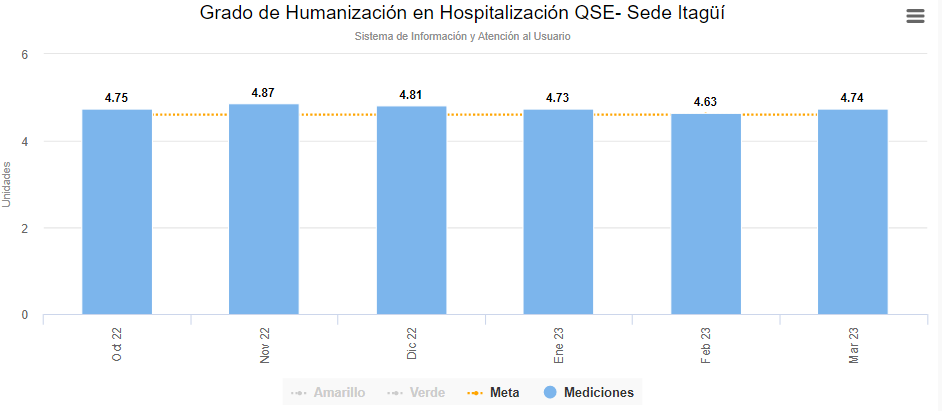 Grado de Humanización en Hospitalización QSE- Sede Itagüí
Sistema de Información y Atención al Usuario
Unidades
6
4
2
0
4.75
4.87
4.81
4.73
4.63
4.74
Oct 22
Nov 22
Dic 22
Ene 23
Feb 23
Mar 23
Amarillo
Verde
Meta
Mediciones